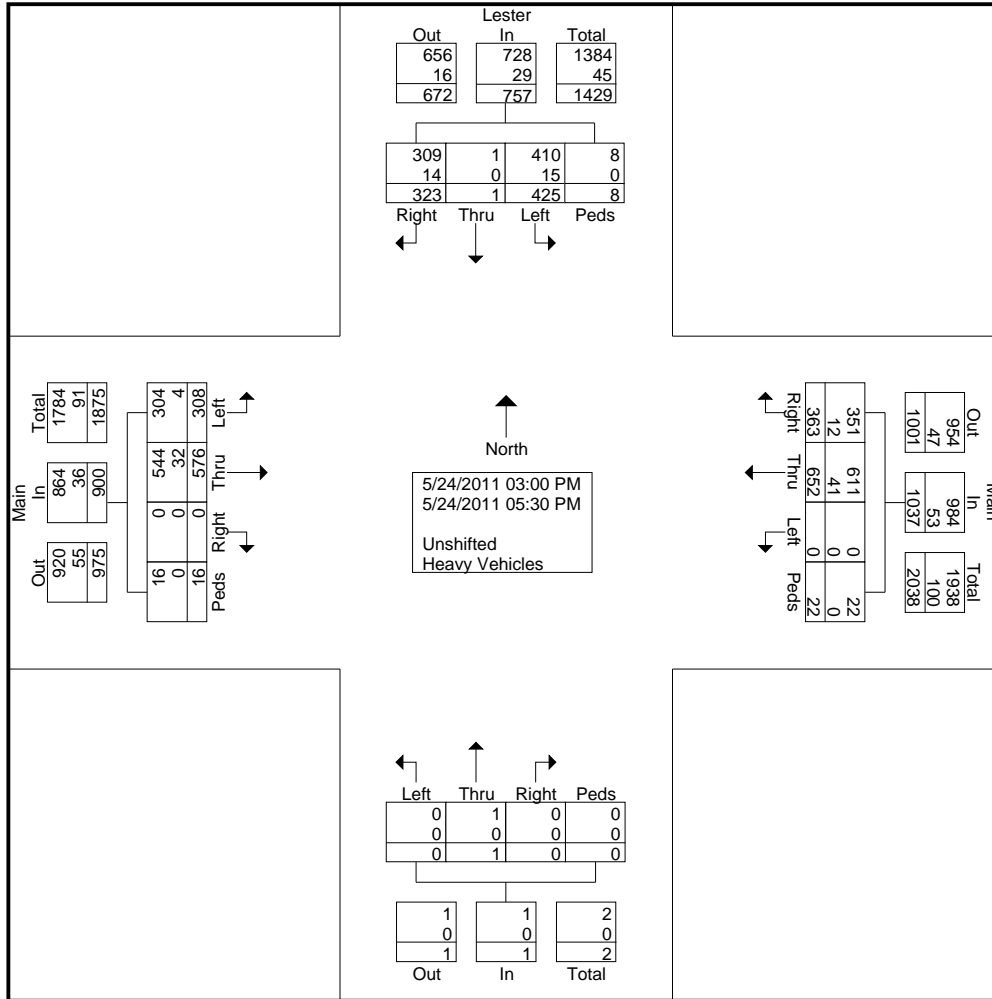 Lester
Out In Total
656 728 1384
16 29 45
672 757 1429
309 1 410 8
14 0 15 0
323 1 425 8
Right Thru Left Peds
Main
Total In Out
1784 864 920
91 36 55
1875 900 975
304 544 0 16
4 32 0 0
308 576 0 16
Left Thru Right Peds
North
5/24/2011 03:00 PM
5/24/2011 05:30 PM
Unshifted
Heavy Vehicles
Main
Out In Total
954 984 1938
47 53 100
1001 1037 2038
351 611 0 22
12 41 0 0
363 652 0 22
Right Thru Left Peds
Left Thru Right Peds
0 1 0 0
0 0 0 0
0 1 0 0
1 1 2
0 0 0
1 1 2
Out In Total